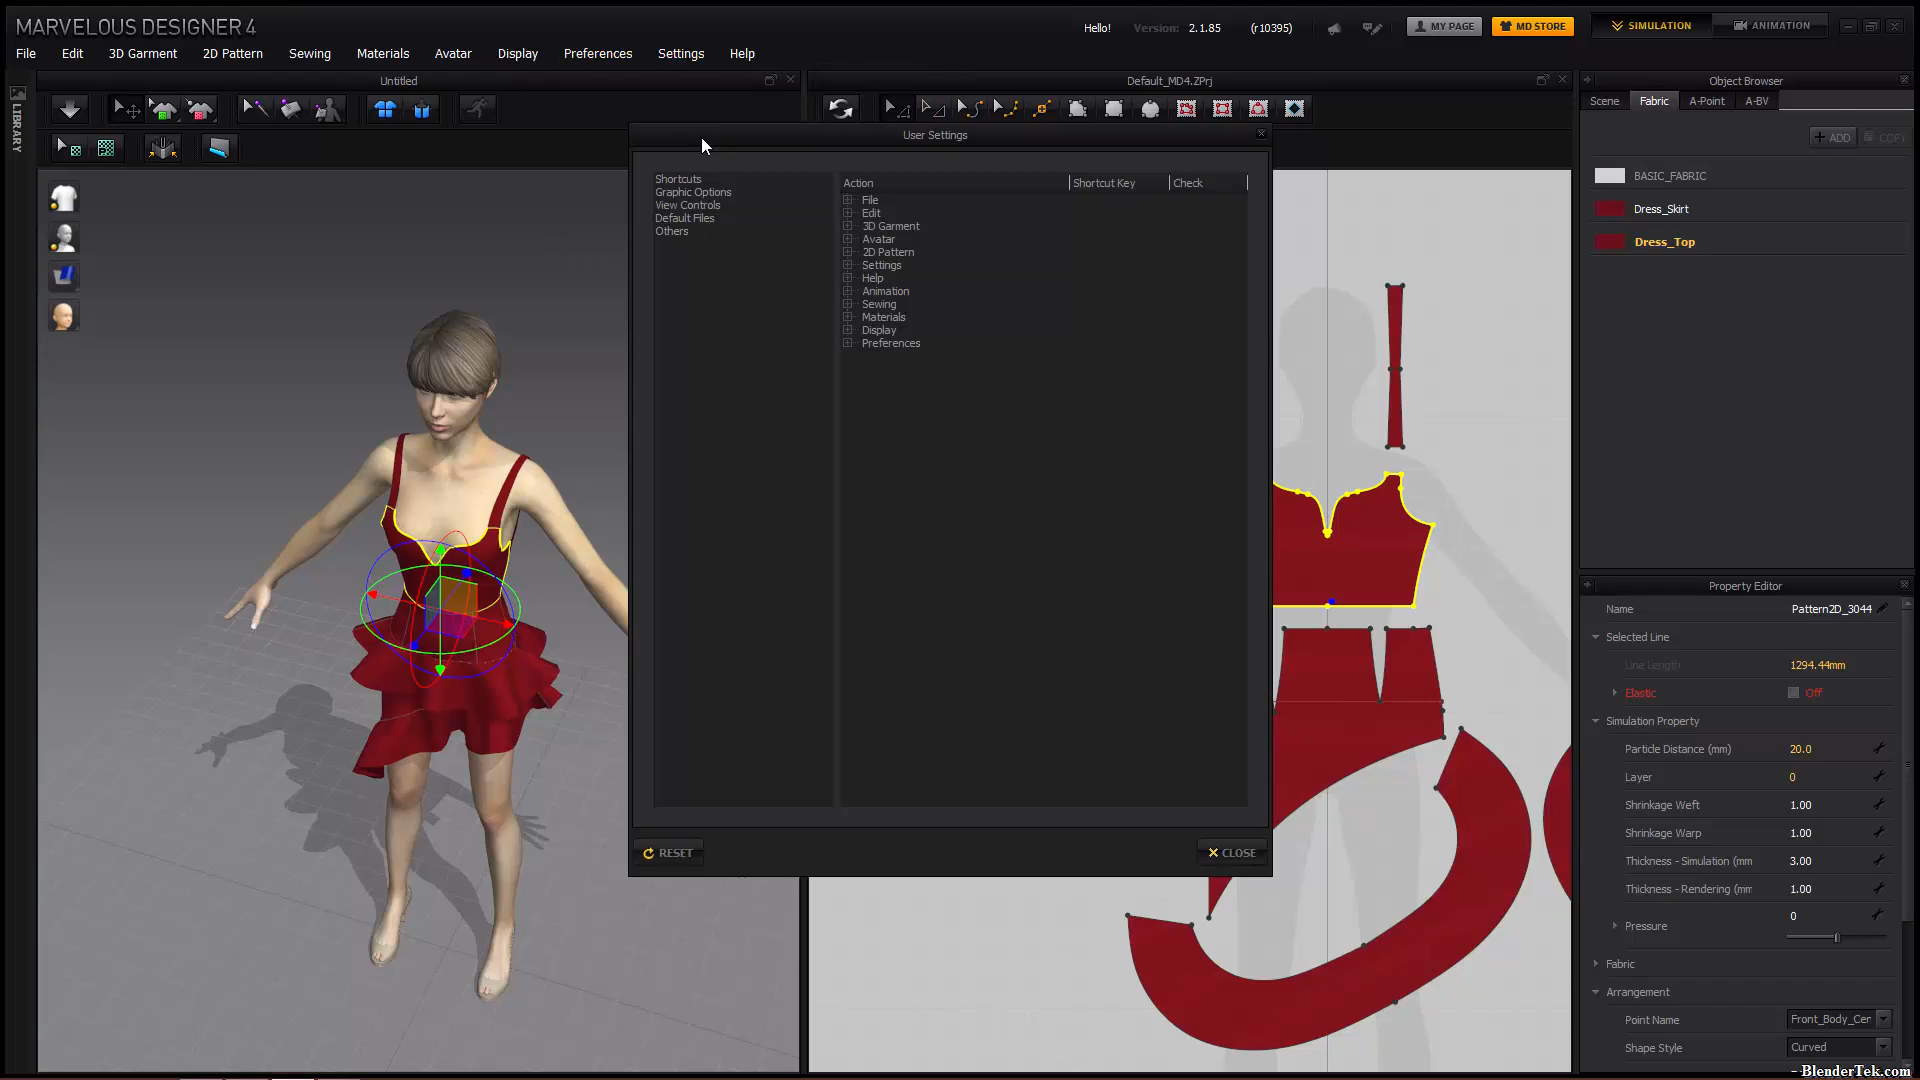 MARVELOUS DESIGNER 4
Hello!
Version: 2.1.85 (r10395)
MY PAGE
MD STORE
SIMULATION
ANIMATION
File Edit 3D Garment 2D Pattern Sewing Materials Avatar Display Preferences Settings Help
LIBRARY
Untitled
Default_MD4.ZPrj
Object Browser
Scene Fabric A-Point A-BV
+ ADD COPY
BASIC_FABRIC
Dress_Skirt
Dress_Top
User Settings
Shortcuts
Graphic Options
View Controls
Default Files
Others
Action Shortcut Key Check
File
Edit
3D Garment
Avatar
2D Pattern
Settings
Help
Animation
Sewing
Materials
Display
Preferences
RESET
CLOSE
Property Editor
Name Pattern2D_3044
Selected Line
Line Length 1294.44mm
Elastic Off
Simulation Property
Particle Distance (mm) 20.0
Layer 0
Shrinkage Weft 1.00
Shrinkage Warp 1.00
Thickness - Simulation (mm 3.00
Thickness - Rendering (mm 1.00
Pressure 0
Fabric
Arrangement
Point Name Front_Body_Cen
Shape Style Curved
BlenderTek.com